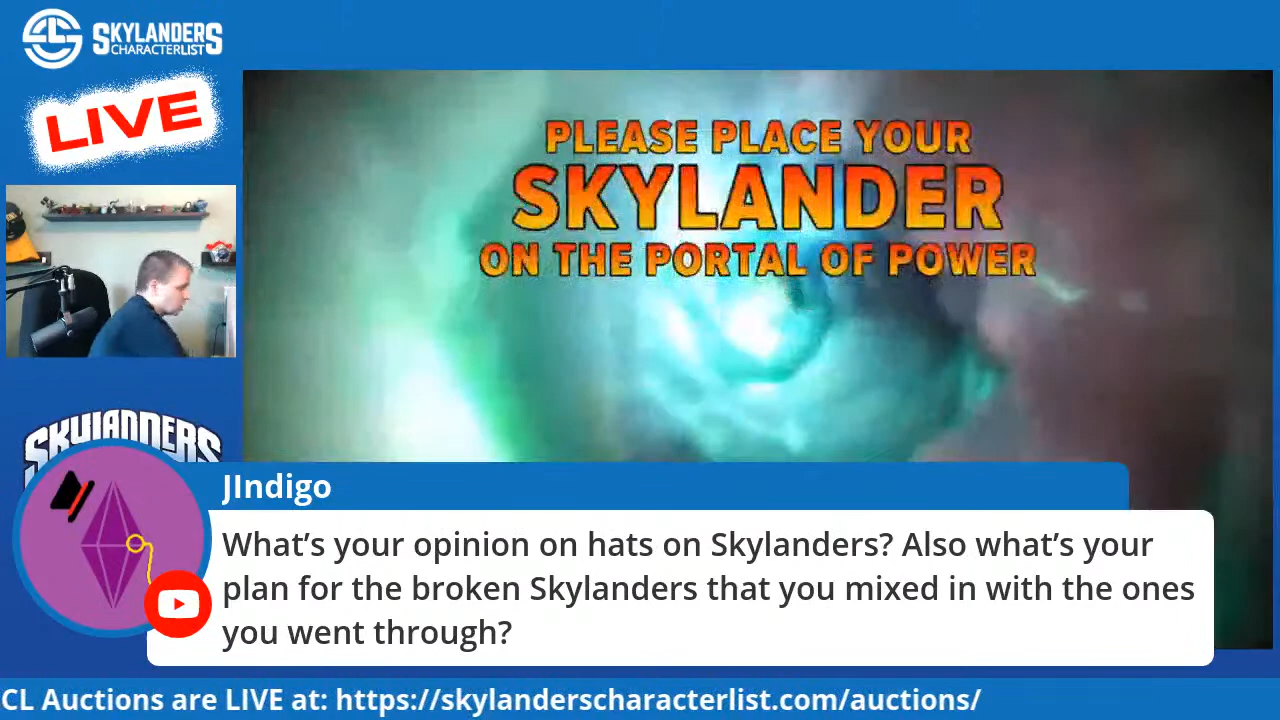 SKYLANDERS
CHARACTERLIST
LIVE
PLEASE PLACE YOUR
SKYLANDER
ON THE PORTAL OF POWER
SKYLANDERS
JIndigo
What’s your opinion on hats on Skylanders? Also what’s your
plan for the broken Skylanders that you mixed in with the ones
you went through?
CL Auctions are LIVE at: https://skylanderscharacterlist.com/auctions/